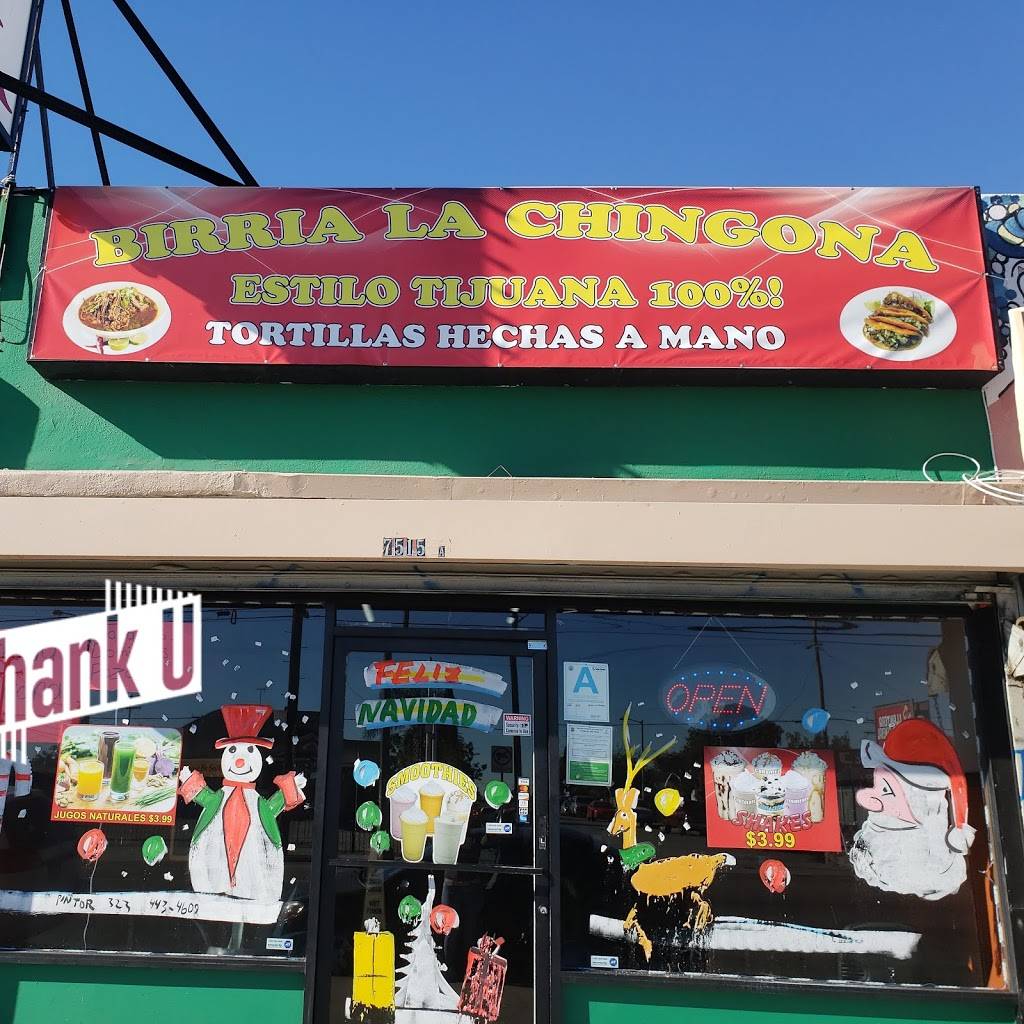 BIRRIA LA CHINGONA
ESTILO TIJUANA 100%!
TORTILLAS HECHAS A MANO
7515 A
hank U
FELIZ
NAVIDAD
WARNING
A
OPEN
SMOOTHIES
JUGOS NATURALES $3.99
SHAKES
$3.99
PINTOR 323 443-4609